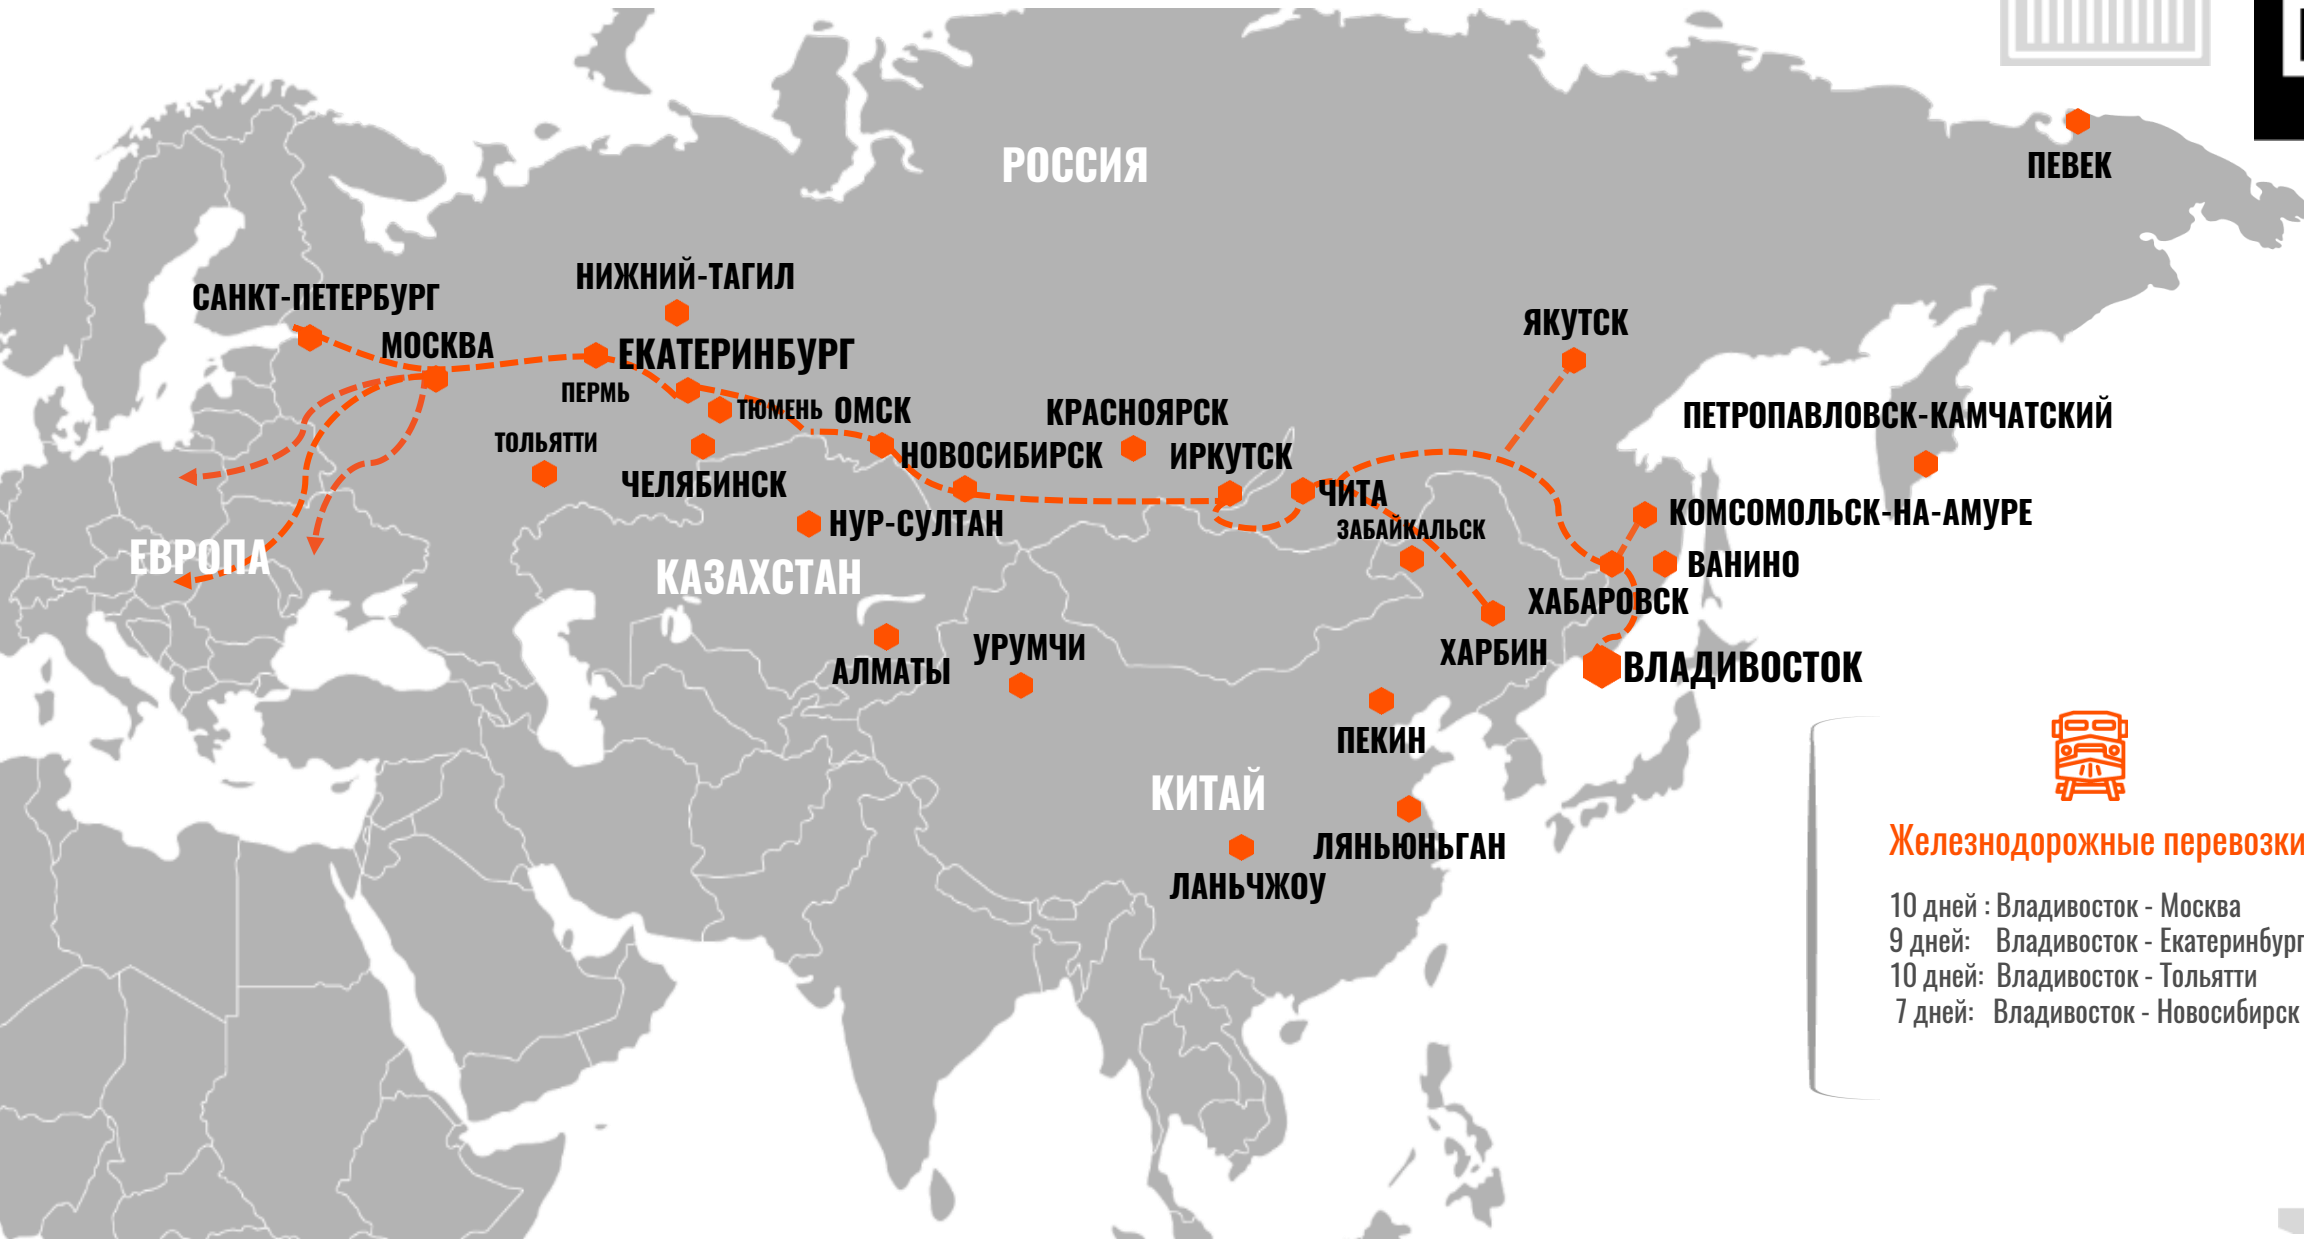 РОССИЯ
ПЕВЕК
НИЖНИЙ-ТАГИЛ
САНКТ-ПЕТЕРБУРГ
МОСКВА
ЕКАТЕРИНБУРГ
ЯКУТСК
ПЕРМЬ
ТЮМЕНЬ
ОМСК
КРАСНОЯРСК
ПЕТРОПАВЛОВСК-КАМЧАТСКИЙ
ТОЛЬЯТТИ
НОВОСИБИРСК
ИРКУТСК
ЧЕЛЯБИНСК
ЧИТА
НУР-СУЛТАН
ЗАБАЙКАЛЬСК
КОМСОМОЛЬСК-НА-АМУРЕ
ЕВРОПА
ВАНИНО
КАЗАХСТАН
ХАБАРОВСК
УРУМЧИ
ХАРБИН
АЛМАТЫ
ВЛАДИВОСТОК
ПЕКИН
КИТАЙ
ЛЯНЬЮНЬГАН
ЛАНЬЧЖОУ
Железнодорожные перевозки
10 дней : Владивосток - Москва
9 дней: Владивосток - Екатеринбург
10 дней: Владивосток - Тольятти
7 дней: Владивосток - Новосибирск